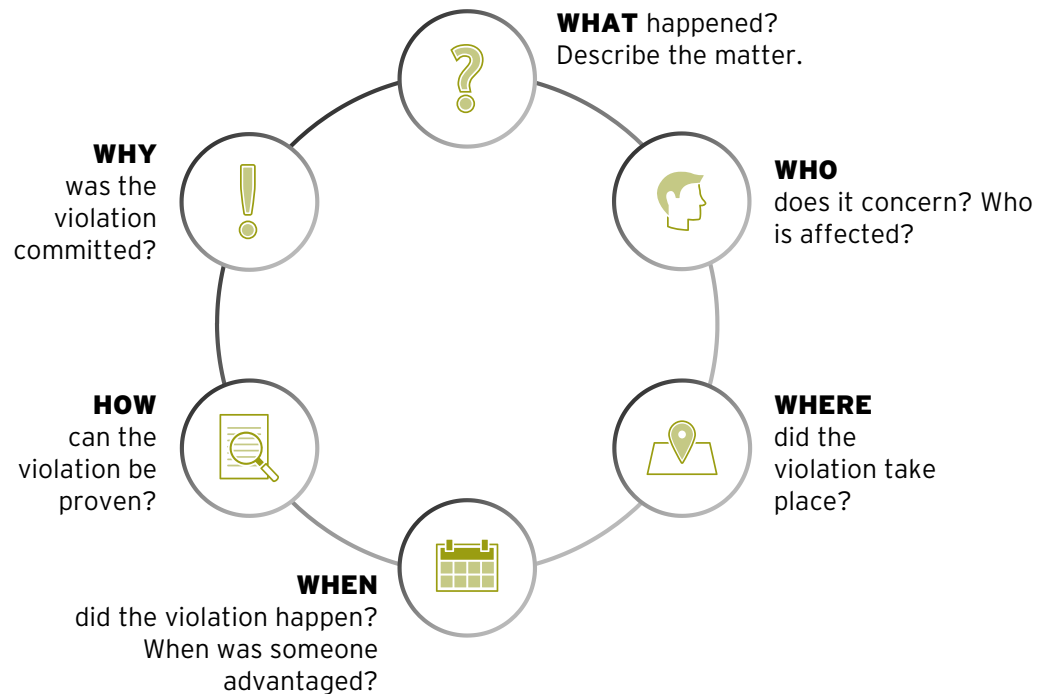 WHAT happened?
Describe the matter.
WHO
does it concern? Who
is affected?
WHERE
did the
violation take
place?
WHEN
did the violation happen?
When was someone
advantaged?
HOW
can the
violation be
proven?
WHY
was the
violation
committed?